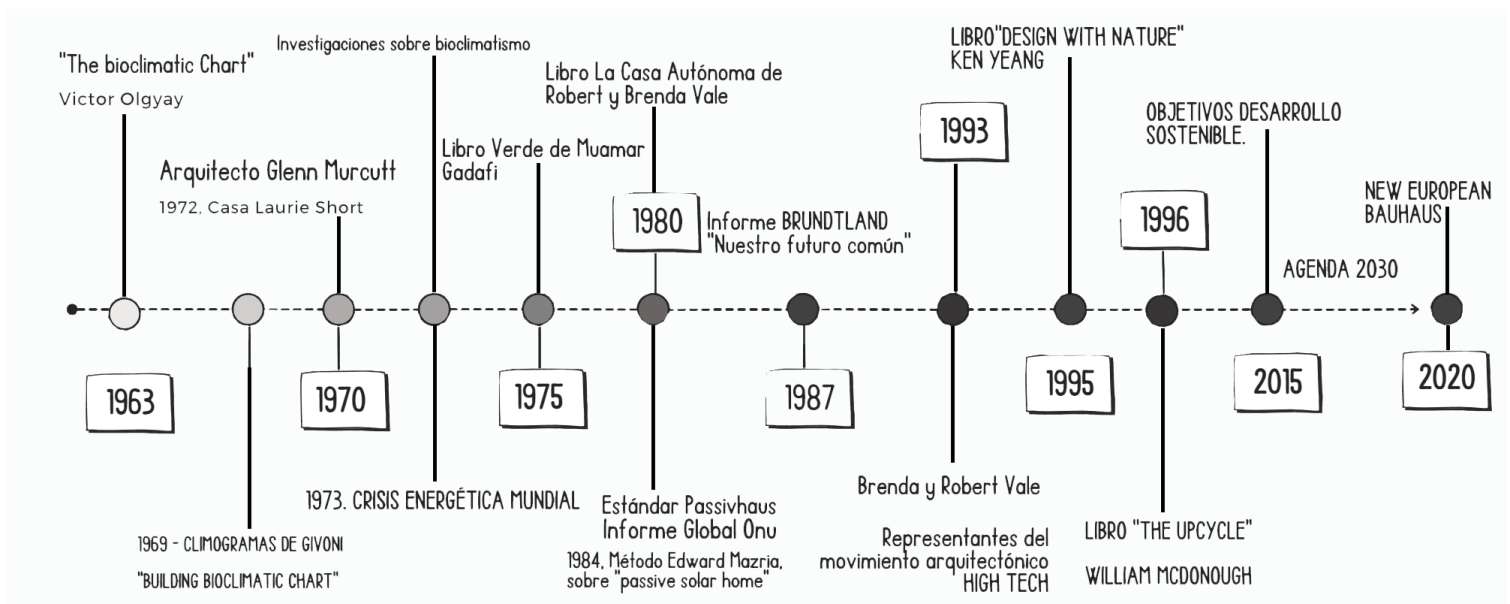 "The bioclimatic Chart"
Victor Olgyay
1963
1969 - CLIMOGRAMAS DE GIVONI
"BUILDING BIOCLIMATIC CHART"
Arquitecto Glenn Murcutt
1972, Casa Laurie Short
1970
Investigaciones sobre bioclimatismo
1973. CRISIS ENERGÉTICA MUNDIAL
Libro Verde de Muamar
Gadafi
1975
Libro La Casa Autónoma de
Robert y Brenda Vale
1980
Estándar Passivhaus
Informe Global Onu
1984, Método Edward Mazria,
sobre "passive solar home"
Informe BRUNDTLAND
"Nuestro futuro común"
1987
1993
Brenda y Robert Vale
Representantes del
movimiento arquitectónico
HIGH TECH
LIBRO"DESIGN WITH NATURE"
KEN YEANG
1995
1996
LIBRO "THE UPCYCLE"
WILLIAM MCDONOUGH
OBJETIVOS DESARROLLO
SOSTENIBLE.
2015
AGENDA 2030
NEW EUROPEAN
BAUHAUS
2020